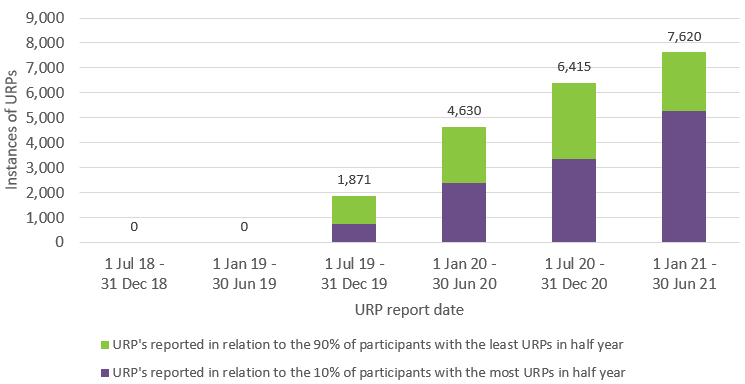 9,000
8,000
7,000
6,000
5,000
4,000
3,000
2,000
1,000
0
Instances of URPs
0
0
1,871
4,630
6,415
7,620
1 Jul 18 -
31 Dec 18
1 Jan 19 -
30 Jun 19
1 Jul 19 -
31 Dec 19
1 Jan 20 -
30 Jun 20
1 Jul 20 -
31 Dec 20
1 Jan 21 -
30 Jun 21
URP report date
URP's reported in relation to the 90% of participants with the least URPs in half year
URP's reported in relation to the 10% of participants with the most URPs in half year